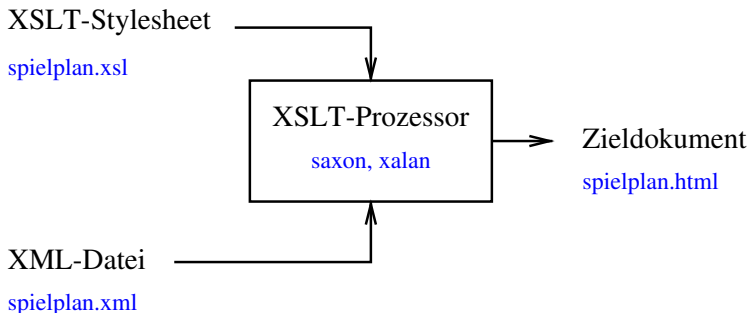 XSLT-Stylesheet
spielplan.xsl
XSLT-Prozessor
saxon, xalan
Zieldokument
spielplan.html
XML-Datei
spielplan.xml